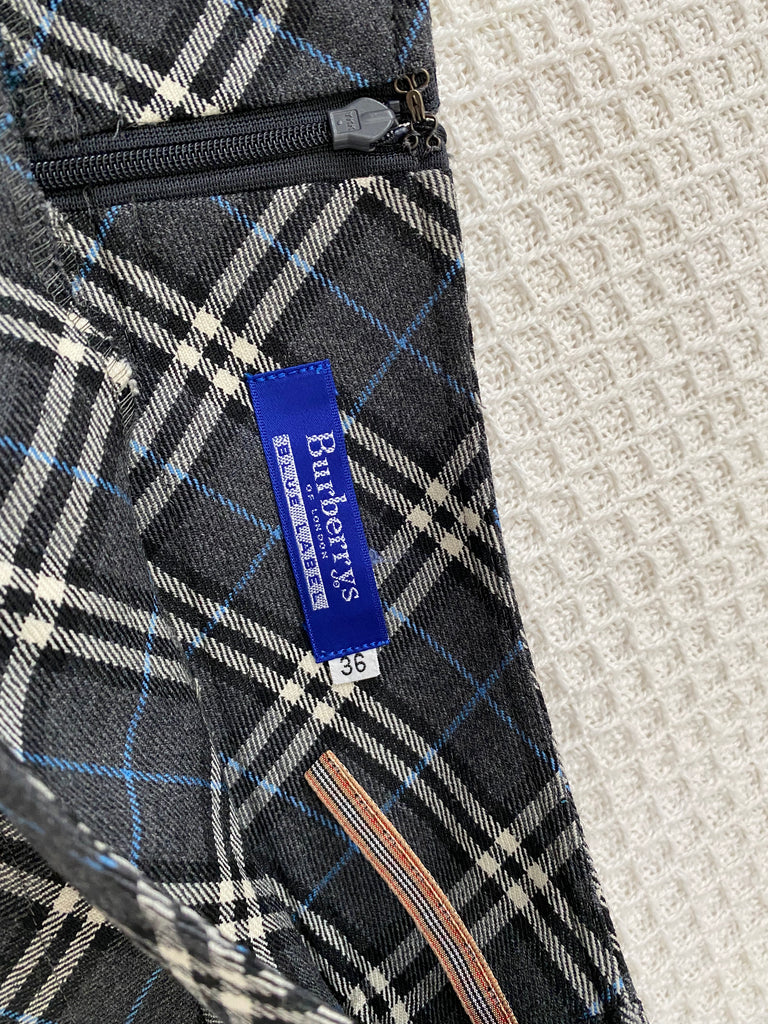 Burberrys
OF LONDON
BLUE LABEL
36